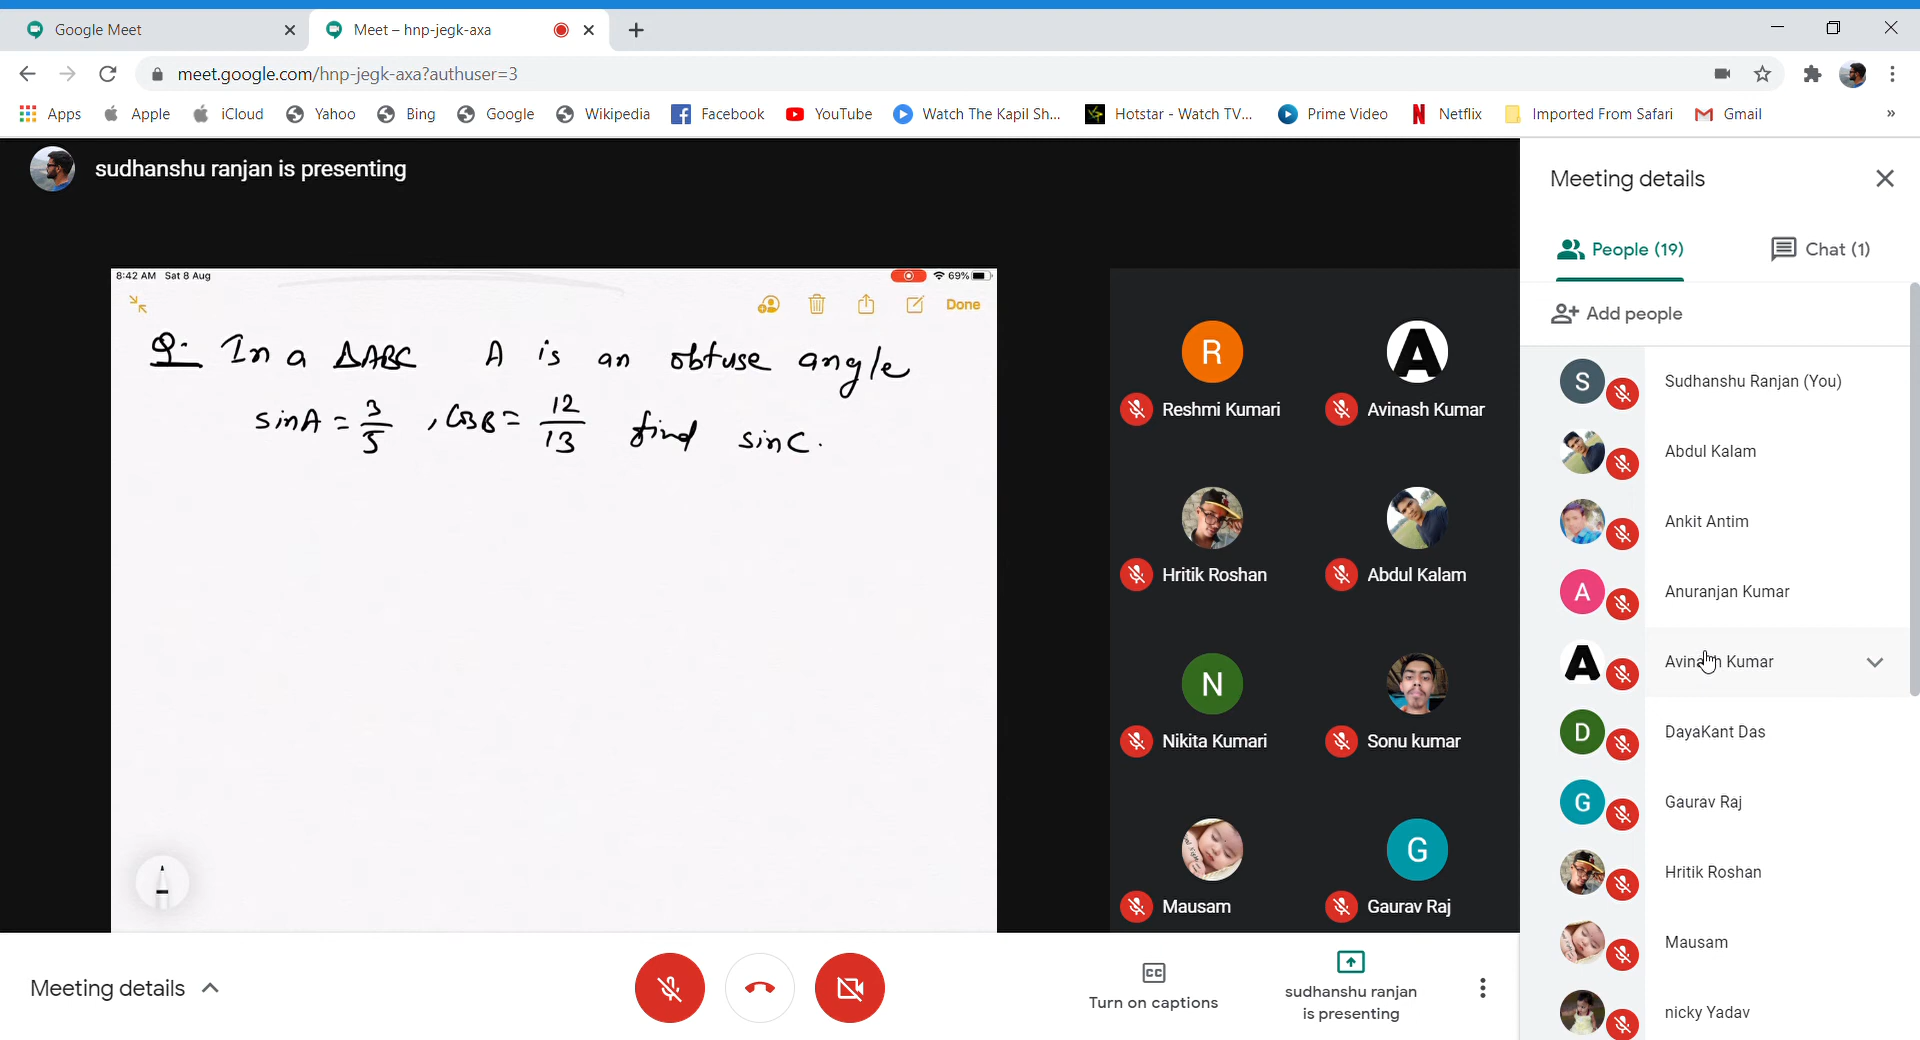 Google Meet
Meet – hnp-jegk-axa
meet.google.com/hnp-jegk-axa?authuser=3
Apps Apple iCloud Yahoo Bing Google Wikipedia Facebook YouTube Watch The Kapil Sh... Hotstar - Watch TV... Prime Video Netflix Imported From Safari Gmail »
sudhanshu ranjan is presenting
8:42 AM Sat 8 Aug
69%
Done
Q. In a ΔABC A is an obtuse angle
sinA = 3/5 , CosB = 12/13 find sinC.
R
A
Reshmi Kumari
Avinash Kumar
Hritik Roshan
Abdul Kalam
N
Nikita Kumari
Sonu kumar
G
Mausam
Gaurav Raj
Meeting details
People (19)
Chat (1)
Add people
S
Sudhanshu Ranjan (You)
Abdul Kalam
Ankit Antim
A
Anuranjan Kumar
A
Avinash Kumar
D
DayaKant Das
G
Gaurav Raj
Hritik Roshan
Mausam
nicky Yadav
Meeting details
CC
Turn on captions
sudhanshu ranjan
is presenting